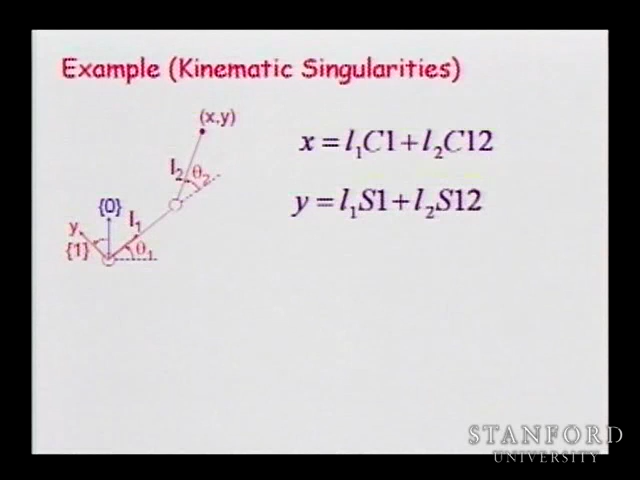 Example (Kinematic Singularities)
(x,y)
l₂ θ₂
x = l₁C1 + l₂C12
{0}
y l₁
y = l₁S1 + l₂S12
{1} θ₁
STANFORD
UNIVERSITY